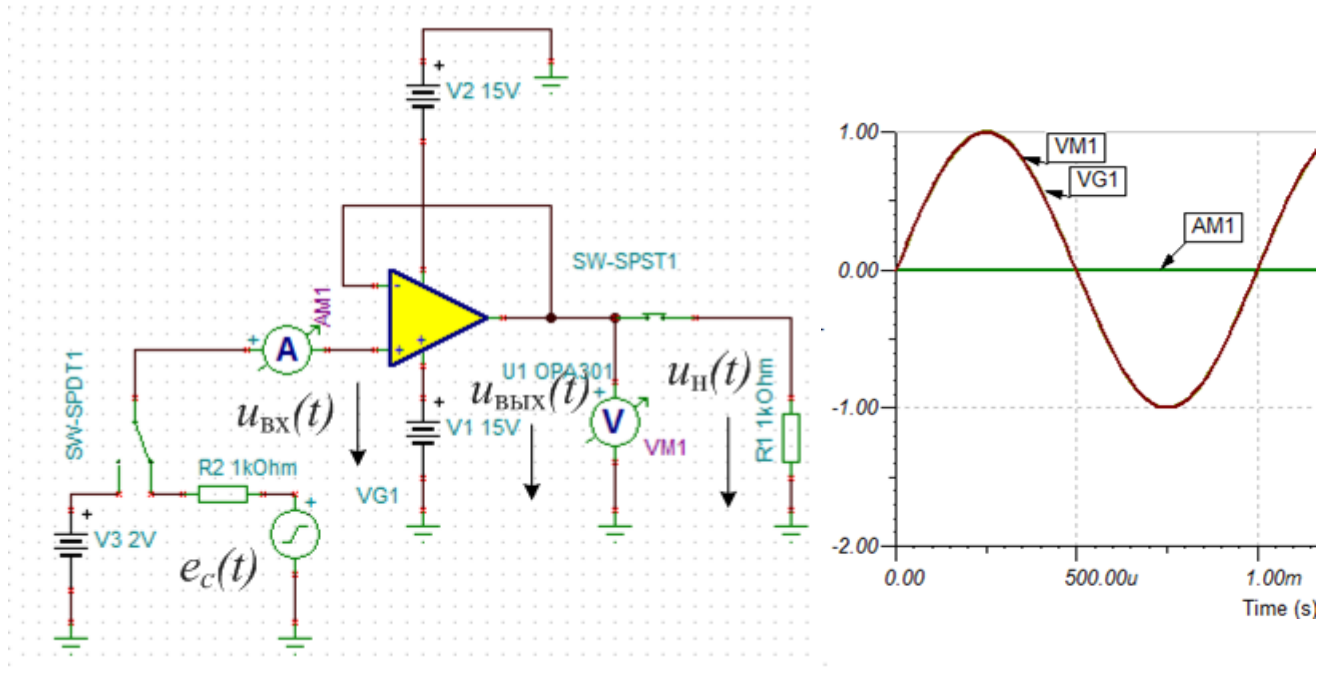 V2 15V
SW-SPST1
AM1
A
U1 OPA301
SW-SPDT1
uвх(t)
uвых(t)
uн(t)
V1 15V
V
VM1
R1 1kOhm
R2 1kOhm
VG1
V3 2V
eс(t)
1.00
0.00
-1.00
-2.00
VM1
VG1
AM1
0.00
500.00u
1.00m
Time (s)